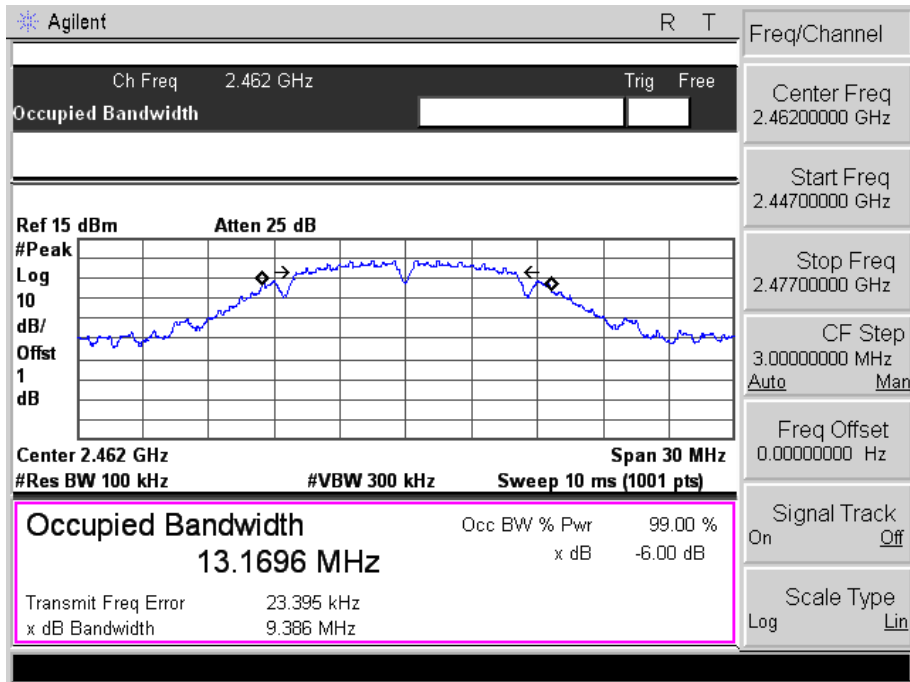 Agilent R T
Ch Freq 2.462 GHz Trig Free
Occupied Bandwidth
Ref 15 dBm Atten 25 dB
#Peak
Log
10
dB/
Offst
1
dB
Center 2.462 GHz Span 30 MHz
#Res BW 100 kHz #VBW 300 kHz Sweep 10 ms (1001 pts)
Occupied Bandwidth Occ BW % Pwr 99.00 %
13.1696 MHz x dB -6.00 dB
Transmit Freq Error 23.395 kHz
x dB Bandwidth 9.386 MHz
Freq/Channel
Center Freq
2.46200000 GHz
Start Freq
2.44700000 GHz
Stop Freq
2.47700000 GHz
CF Step
3.00000000 MHz
Auto Man
Freq Offset
0.00000000 Hz
Signal Track
On Off
Scale Type
Log Lin